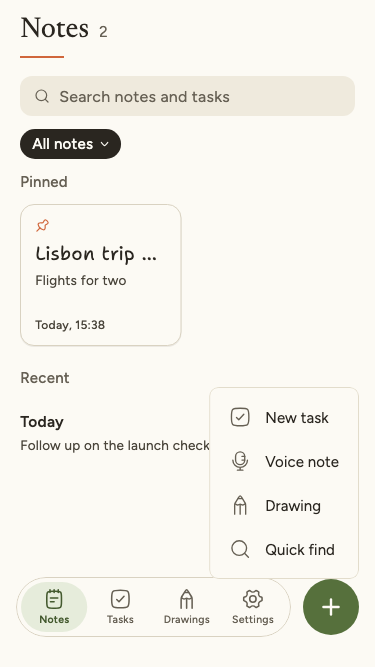 Notes 2
Search notes and tasks
All notes
Pinned
Lisbon trip ...
Flights for two
Today, 15:38
Recent
Today
Follow up on the launch check
New task
Voice note
Drawing
Quick find
Notes
Tasks
Drawings
Settings